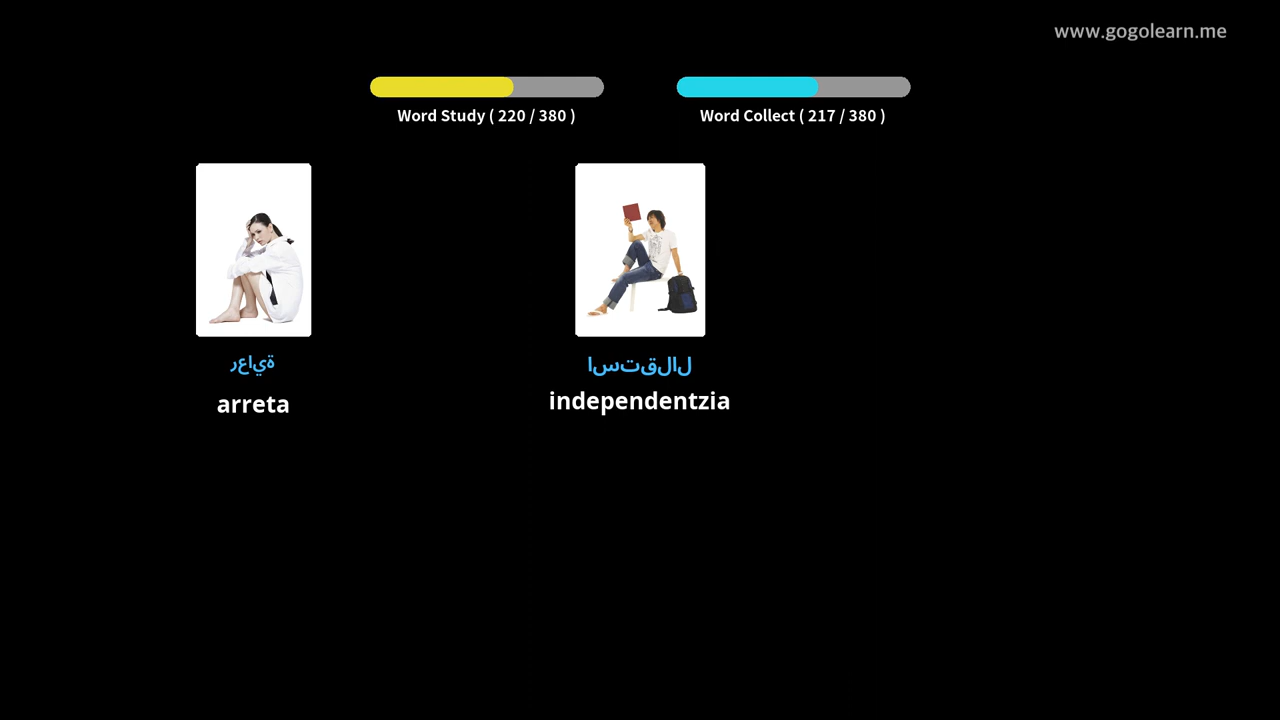 www.gogolearn.me
Word Study ( 220 / 380 )
Word Collect ( 217 / 380 )
رعاية
arreta
استقلال
independentzia